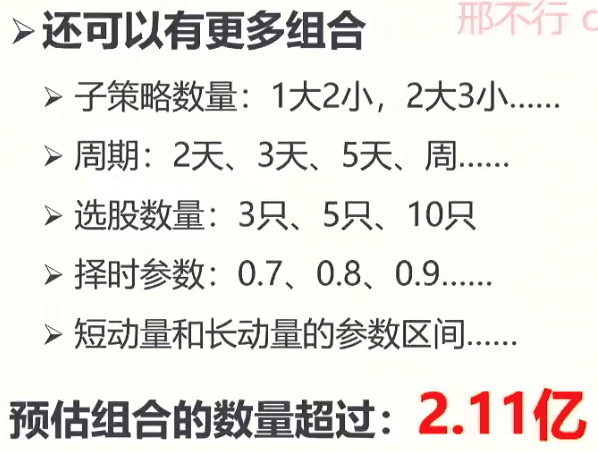 邢不行 c
➢还可以有更多组合
➢ 子策略数量：1大2小，2大3小......
➢ 周期：2天、3天、5天、周......
➢ 选股数量：3只、5只、10只
➢ 择时参数：0.7、0.8、0.9......
➢ 短动量和长动量的参数区间......
预估组合的数量超过：2.11亿